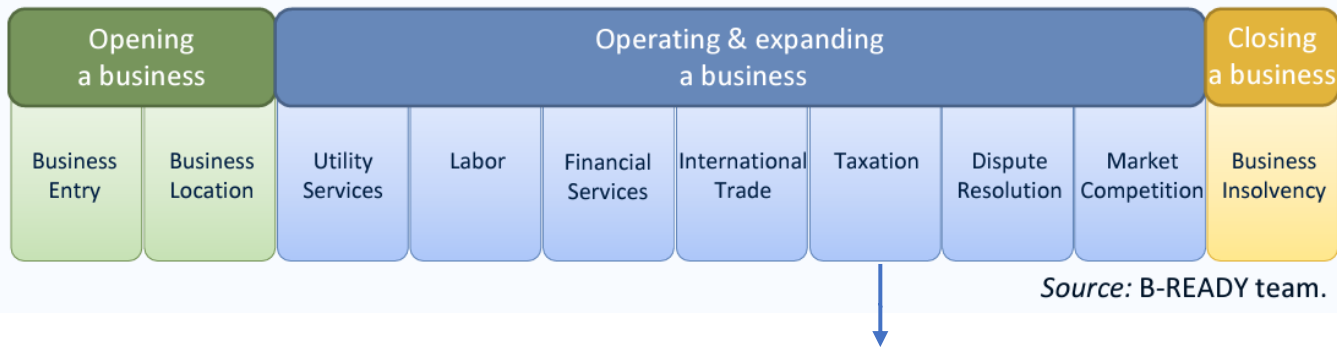 Opening
a business
Operating & expanding
a business
Closing
a business
Business
Entry
Business
Location
Utility
Services
Labor
Financial
Services
International
Trade
Taxation
Dispute
Resolution
Market
Competition
Business
Insolvency
Source: B-READY team.